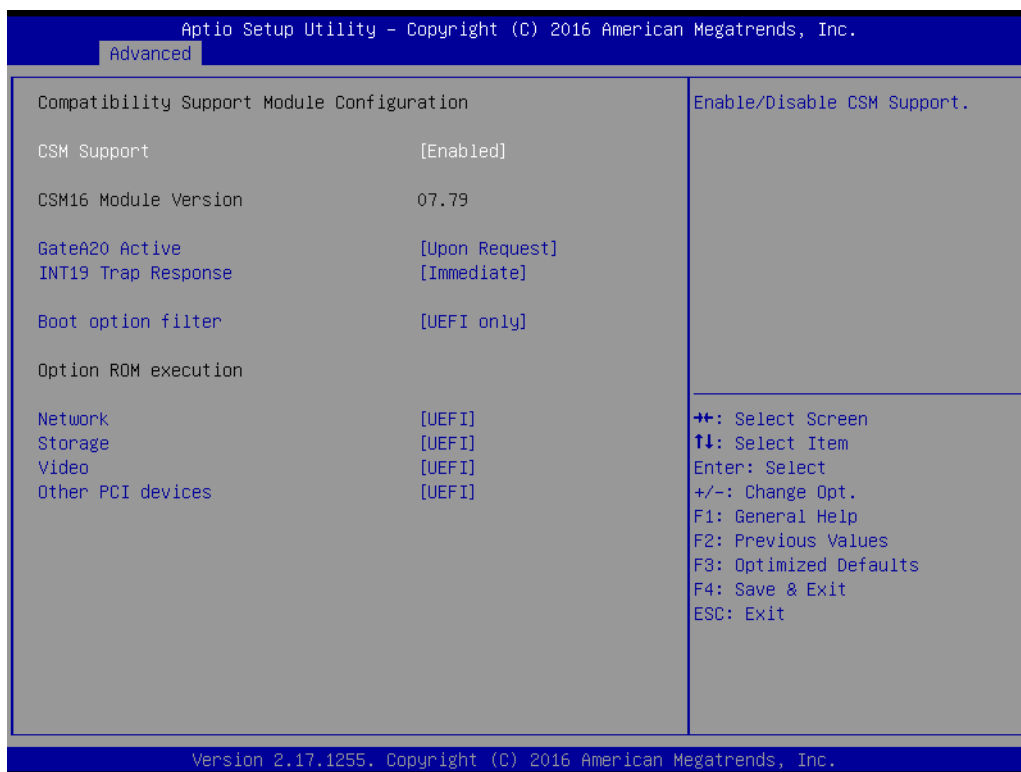 Aptio Setup Utility – Copyright (C) 2016 American Megatrends, Inc.
Advanced
Compatibility Support Module Configuration
CSM Support [Enabled]
CSM16 Module Version 07.79
GateA20 Active [Upon Request]
INT19 Trap Response [Immediate]
Boot option filter [UEFI only]
Option ROM execution
Network [UEFI]
Storage [UEFI]
Video [UEFI]
Other PCI devices [UEFI]
Enable/Disable CSM Support.
→←: Select Screen
↑↓: Select Item
Enter: Select
+/-: Change Opt.
F1: General Help
F2: Previous Values
F3: Optimized Defaults
F4: Save & Exit
ESC: Exit
Version 2.17.1255. Copyright (C) 2016 American Megatrends, Inc.